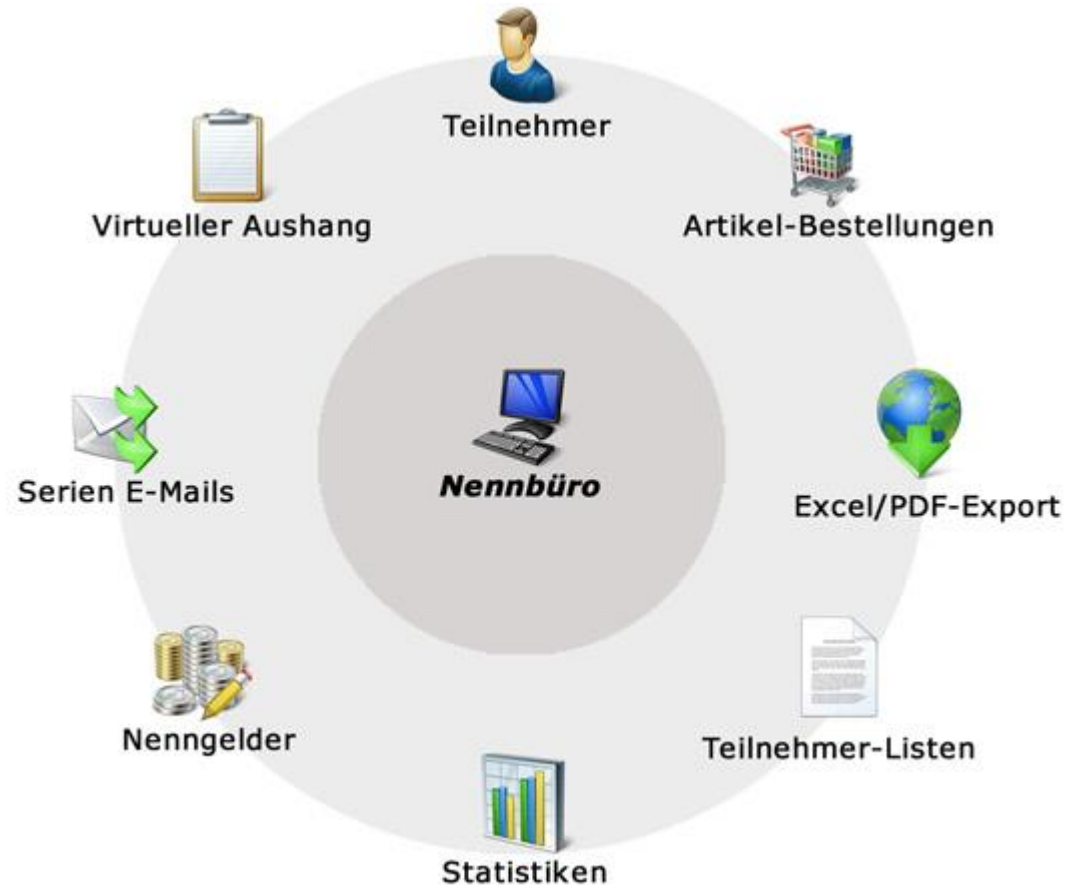 Teilnehmer
Virtueller Aushang
Artikel-Bestellungen
Nennbüro
Serien E-Mails
Excel/PDF-Export
Nenngelder
Teilnehmer-Listen
Statistiken